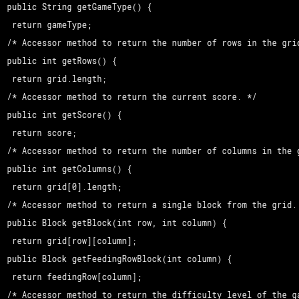 public String getGameType() {
return gameType;
/* Accessor method to return the number of rows in the grid
public int getRows() {
return grid.length;
/* Accessor method to return the current score. */
public int getScore() {
return score;
/* Accessor method to return the number of columns in the
public int getColumns() {
return grid[0].length;
/* Accessor method to return a single block from the grid.
public Block getBlock(int row, int column) {
return grid[row][column];
public Block getFeedingRowBlock(int column) {
return feedingRow[column];
/* Accessor method to return the difficulty level of the